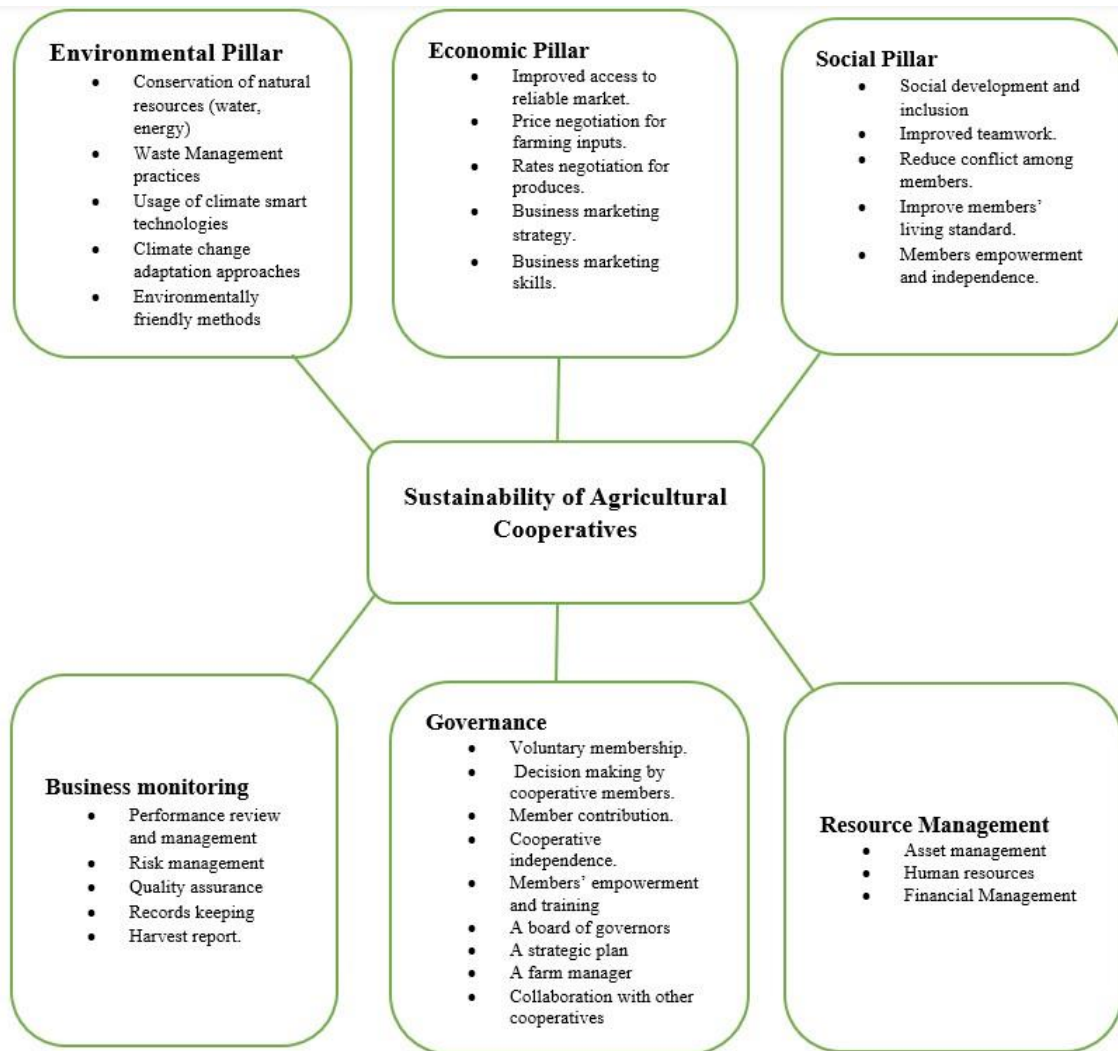 Environmental Pillar
• Conservation of natural
resources (water,
energy)
• Waste Management
practices
• Usage of climate smart
technologies
• Climate change
adaptation approaches
• Environmentally
friendly methods
Economic Pillar
• Improved access to
reliable market.
• Price negotiation for
farming inputs.
• Rates negotiation for
produces.
• Business marketing
strategy.
• Business marketing
skills.
Social Pillar
• Social development and
inclusion
• Improved teamwork.
• Reduce conflict among
members.
• Improve members’
living standard.
• Members empowerment
and independence.
Sustainability of Agricultural
Cooperatives
Business monitoring
• Performance review
and management
• Risk management
• Quality assurance
• Records keeping
• Harvest report.
Governance
• Voluntary membership.
• Decision making by
cooperative members.
• Member contribution.
• Cooperative
independence.
• Members’ empowerment
and training
• A board of governors
• A strategic plan
• A farm manager
• Collaboration with other
cooperatives
Resource Management
• Asset management
• Human resources
• Financial Management